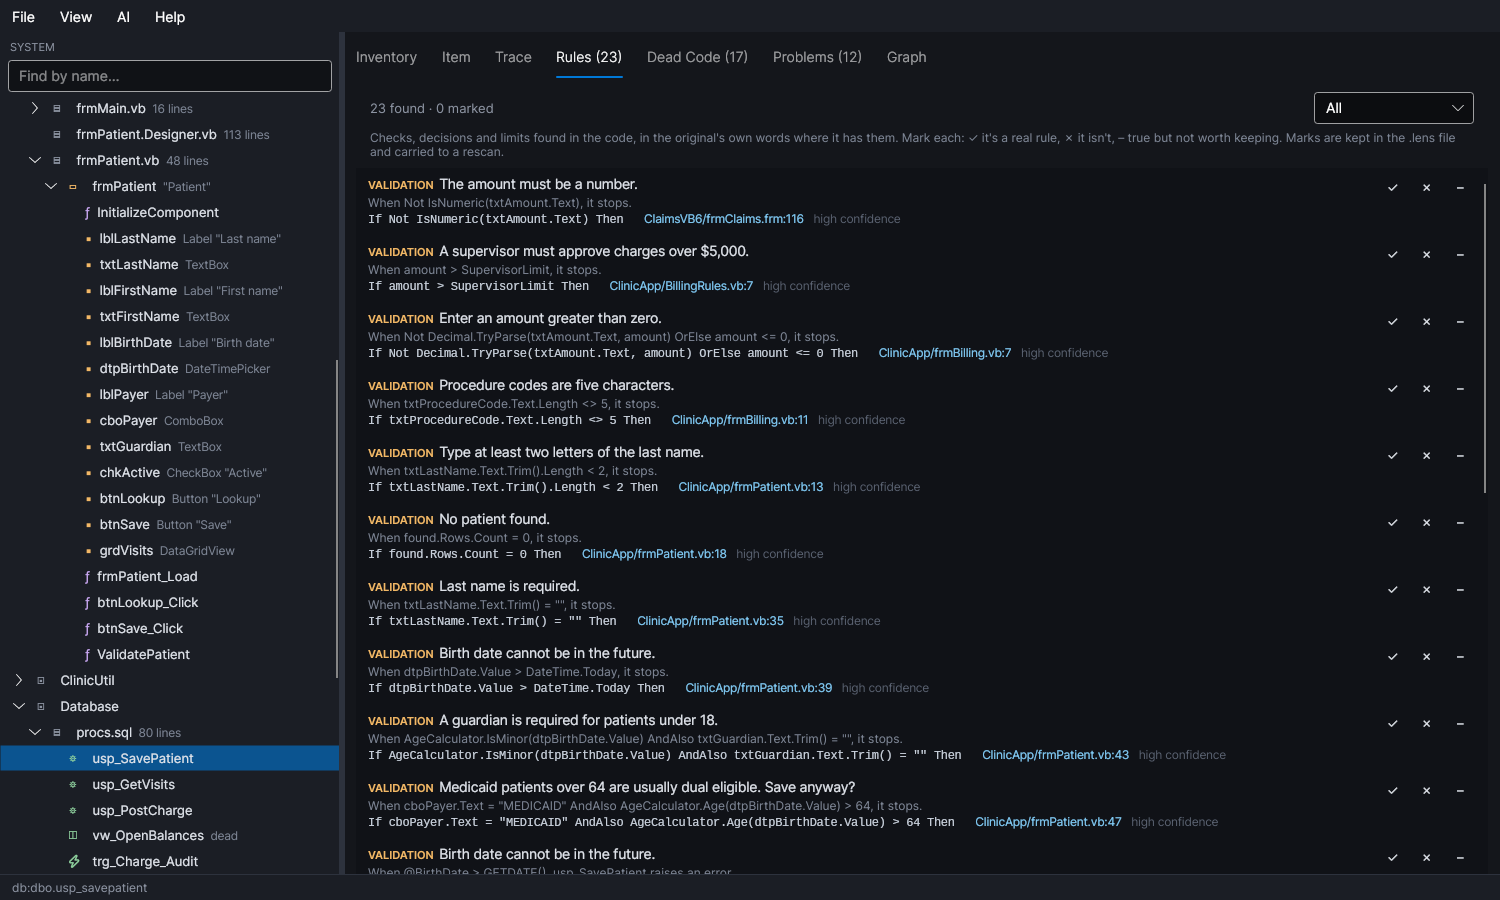 File View AI Help
SYSTEM
Find by name...
frmMain.vb 16 lines
frmPatient.Designer.vb 113 lines
frmPatient.vb 48 lines
frmPatient "Patient"
ƒ InitializeComponent
lblLastName Label "Last name"
txtLastName TextBox
lblFirstName Label "First name"
txtFirstName TextBox
lblBirthDate Label "Birth date"
dtpBirthDate DateTimePicker
lblPayer Label "Payer"
cboPayer ComboBox
txtGuardian TextBox
chkActive CheckBox "Active"
btnLookup Button "Lookup"
btnSave Button "Save"
grdVisits DataGridView
ƒ frmPatient_Load
ƒ btnLookup_Click
ƒ btnSave_Click
ƒ ValidatePatient
ClinicUtil
Database
procs.sql 80 lines
usp_SavePatient
usp_GetVisits
usp_PostCharge
vw_OpenBalances dead
trg_Charge_Audit
Inventory Item Trace Rules (23) Dead Code (17) Problems (12) Graph
23 found · 0 marked
All
Checks, decisions and limits found in the code, in the original's own words where it has them. Mark each: ✓ it's a real rule, × it isn't, – true but not worth keeping. Marks are kept in the .lens file
and carried to a rescan.
VALIDATION The amount must be a number. ✓ × –
When Not IsNumeric(txtAmount.Text), it stops.
If Not IsNumeric(txtAmount.Text) Then ClaimsVB6/frmClaims.frm:116 high confidence
VALIDATION A supervisor must approve charges over $5,000. ✓ × –
When amount > SupervisorLimit, it stops.
If amount > SupervisorLimit Then ClinicApp/BillingRules.vb:7 high confidence
VALIDATION Enter an amount greater than zero. ✓ × –
When Not Decimal.TryParse(txtAmount.Text, amount) OrElse amount <= 0, it stops.
If Not Decimal.TryParse(txtAmount.Text, amount) OrElse amount <= 0 Then ClinicApp/frmBilling.vb:7 high confidence
VALIDATION Procedure codes are five characters. ✓ × –
When txtProcedureCode.Text.Length <> 5, it stops.
If txtProcedureCode.Text.Length <> 5 Then ClinicApp/frmBilling.vb:11 high confidence
VALIDATION Type at least two letters of the last name. ✓ × –
When txtLastName.Text.Trim().Length < 2, it stops.
If txtLastName.Text.Trim().Length < 2 Then ClinicApp/frmPatient.vb:13 high confidence
VALIDATION No patient found. ✓ × –
When found.Rows.Count = 0, it stops.
If found.Rows.Count = 0 Then ClinicApp/frmPatient.vb:18 high confidence
VALIDATION Last name is required. ✓ × –
When txtLastName.Text.Trim() = "", it stops.
If txtLastName.Text.Trim() = "" Then ClinicApp/frmPatient.vb:35 high confidence
VALIDATION Birth date cannot be in the future. ✓ × –
When dtpBirthDate.Value > DateTime.Today, it stops.
If dtpBirthDate.Value > DateTime.Today Then ClinicApp/frmPatient.vb:39 high confidence
VALIDATION A guardian is required for patients under 18. ✓ × –
When AgeCalculator.IsMinor(dtpBirthDate.Value) AndAlso txtGuardian.Text.Trim() = "", it stops.
If AgeCalculator.IsMinor(dtpBirthDate.Value) AndAlso txtGuardian.Text.Trim() = "" Then ClinicApp/frmPatient.vb:43 high confidence
VALIDATION Medicaid patients over 64 are usually dual eligible. Save anyway? ✓ × –
When cboPayer.Text = "MEDICAID" AndAlso AgeCalculator.Age(dtpBirthDate.Value) > 64, it stops.
If cboPayer.Text = "MEDICAID" AndAlso AgeCalculator.Age(dtpBirthDate.Value) > 64 Then ClinicApp/frmPatient.vb:47 high confidence
VALIDATION Birth date cannot be in the future. ✓ × –
When @BirthDate > GETDATE(), usp_SavePatient raises an error.
db:dbo.usp_savepatient